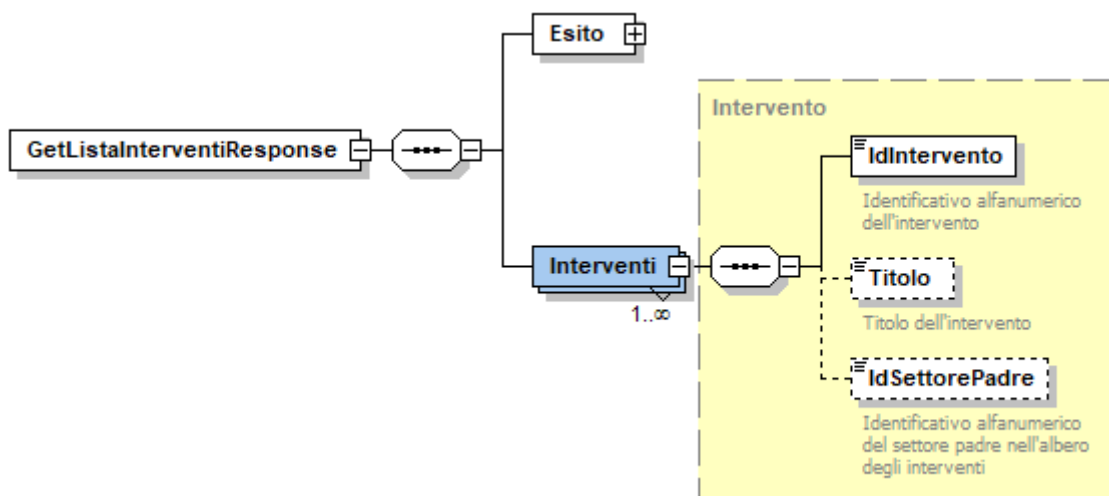 Esito
Intervento
GetListaInterventiResponse
IdIntervento
Identificativo alfanumerico
dell'intervento
Interventi
1..∞
Titolo
Titolo dell'intervento
IdSettorePadre
Identificativo alfanumerico
del settore padre nell'albero
degli interventi